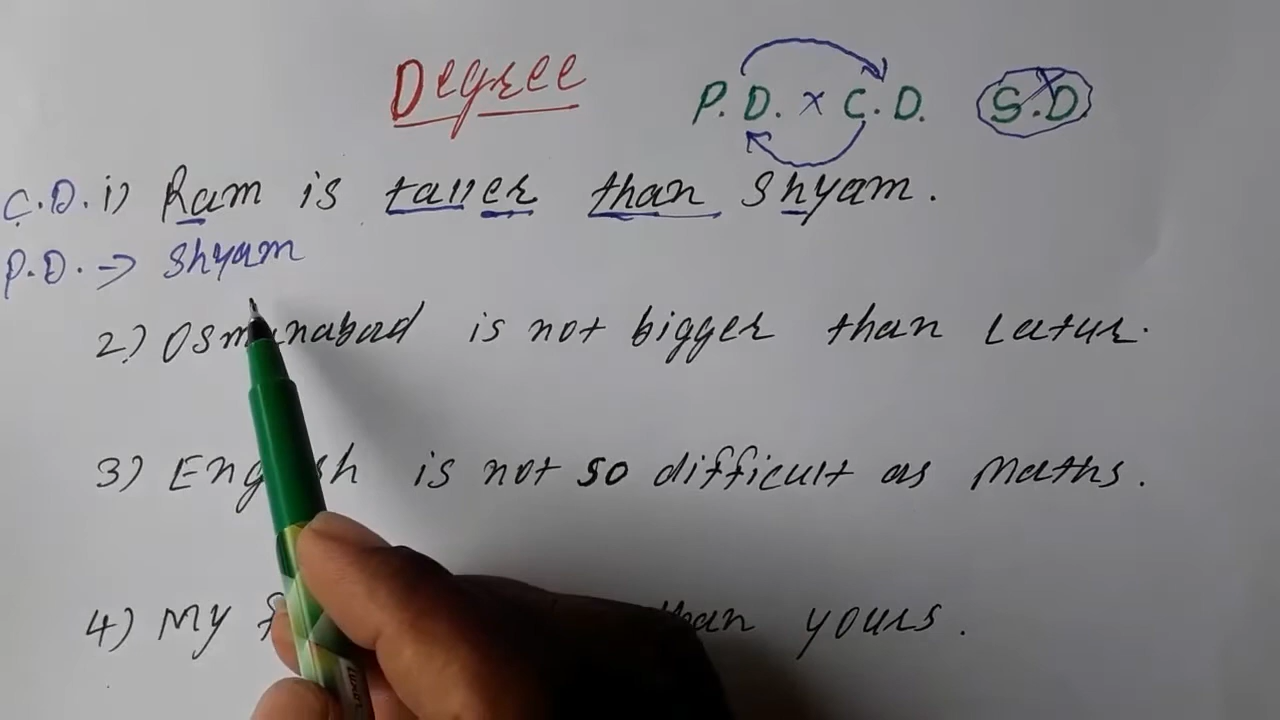 Degree
P.D. × C.D. S.D.
C.D. 1) Ram is taller than Shyam.
P.D. → Shyam
2) Osmanabad is not bigger than Latur.
3) English is not so difficult as Maths.
4) My than yours.